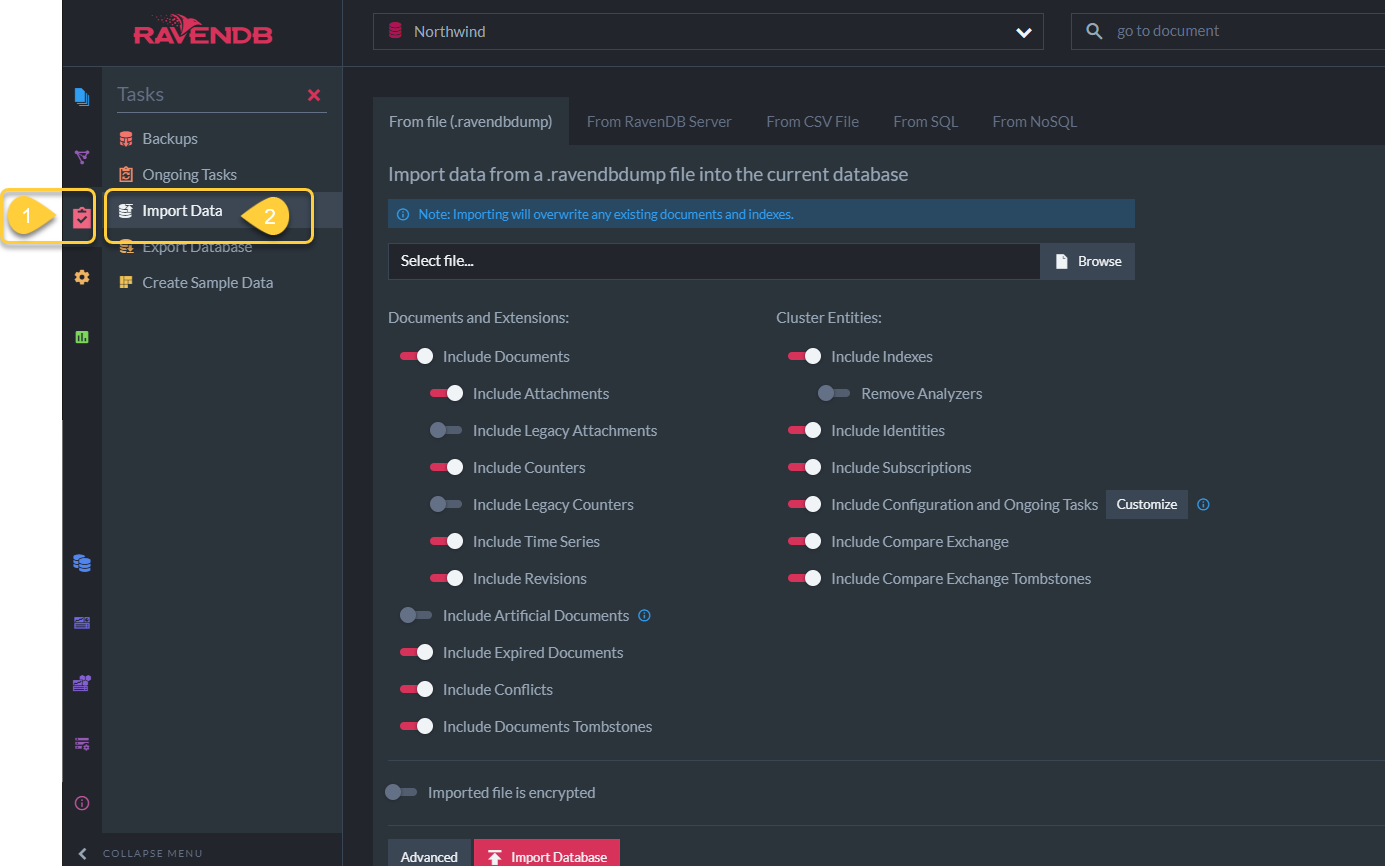 RAVENDB
Northwind
go to document
Tasks
Backups
Ongoing Tasks
1
Import Data
2
Export Database
Create Sample Data
COLLAPSE MENU
From file (.ravendbdump) From RavenDB Server From CSV File From SQL From NoSQL
Import data from a .ravendbdump file into the current database
Note: Importing will overwrite any existing documents and indexes.
Select file...
Browse
Documents and Extensions:
Include Documents
Include Attachments
Include Legacy Attachments
Include Counters
Include Legacy Counters
Include Time Series
Include Revisions
Include Artificial Documents
Include Expired Documents
Include Conflicts
Include Documents Tombstones
Cluster Entities:
Include Indexes
Remove Analyzers
Include Identities
Include Subscriptions
Include Configuration and Ongoing Tasks
Customize
Include Compare Exchange
Include Compare Exchange Tombstones
Imported file is encrypted
Advanced
Import Database